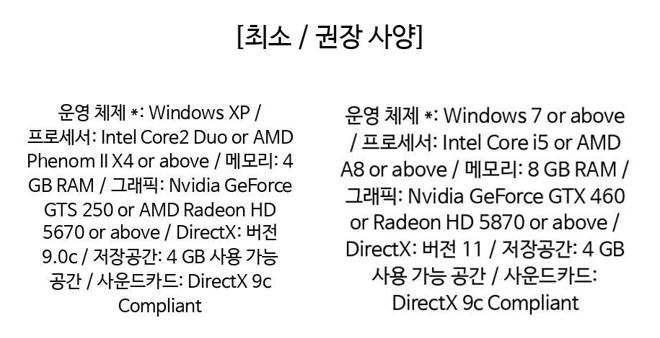 [최소 / 권장 사양]
운영 체제 *: Windows XP /
프로세서: Intel Core2 Duo or AMD
Phenom II X4 or above / 메모리: 4
GB RAM / 그래픽: Nvidia GeForce
GTS 250 or AMD Radeon HD
5670 or above / DirectX: 버전
9.0c / 저장공간: 4 GB 사용 가능
공간 / 사운드카드: DirectX 9c
Compliant
운영 체제 *: Windows 7 or above
/ 프로세서: Intel Core i5 or AMD
A8 or above / 메모리: 8 GB RAM /
그래픽: Nvidia GeForce GTX 460
or Radeon HD 5870 or above /
DirectX: 버전 11 / 저장공간: 4 GB
사용 가능 공간 / 사운드카드:
DirectX 9c Compliant